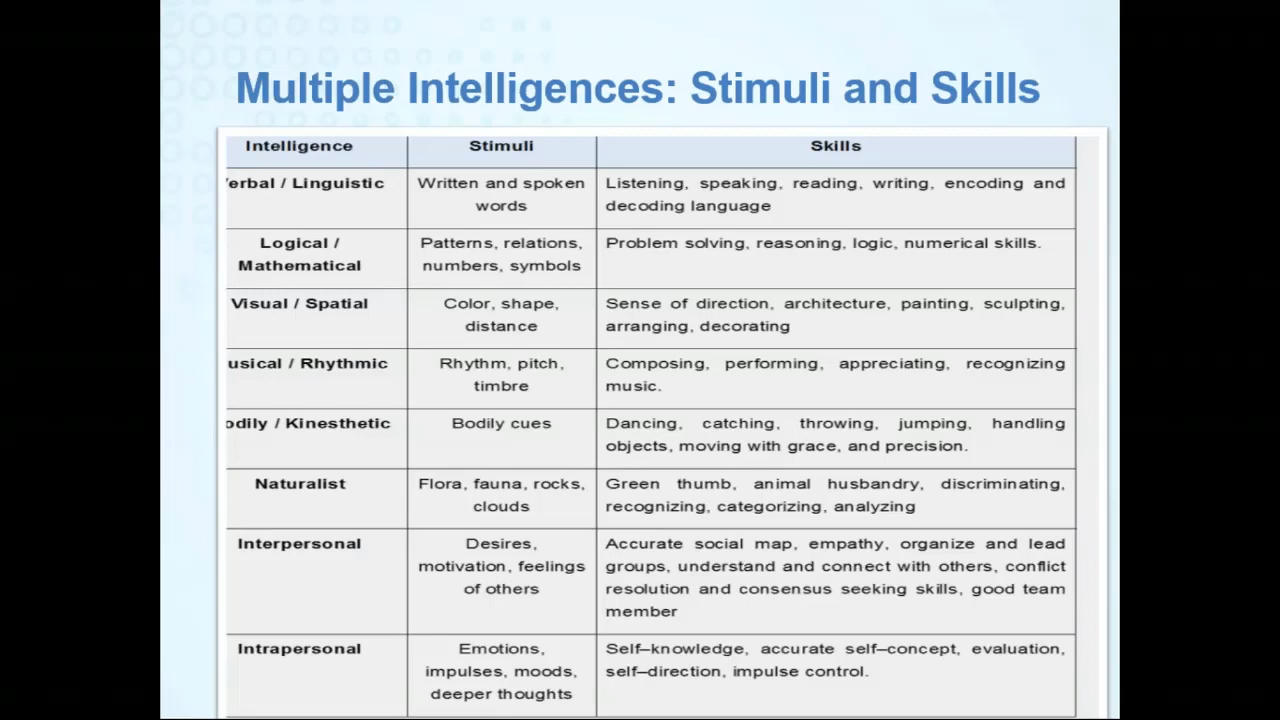 Multiple Intelligences: Stimuli and Skills
Intelligence Stimuli Skills
erbal / Linguistic Written and spoken words Listening, speaking, reading, writing, encoding and
decoding language
Logical / Mathematical Patterns, relations, numbers, symbols Problem solving, reasoning, logic, numerical skills.
Visual / Spatial Color, shape, distance Sense of direction, architecture, painting, sculpting,
arranging, decorating
usical / Rhythmic Rhythm, pitch, timbre Composing, performing, appreciating, recognizing
music.
odily / Kinesthetic Bodily cues Dancing, catching, throwing, jumping, handling
objects, moving with grace, and precision.
Naturalist Flora, fauna, rocks, clouds Green thumb, animal husbandry, discriminating,
recognizing, categorizing, analyzing
Interpersonal Desires, motivation, feelings of others Accurate social map, empathy, organize and lead
groups, understand and connect with others, conflict
resolution and consensus seeking skills, good team
member
Intrapersonal Emotions, impulses, moods, deeper thoughts Self–knowledge, accurate self–concept, evaluation,
self–direction, impulse control.